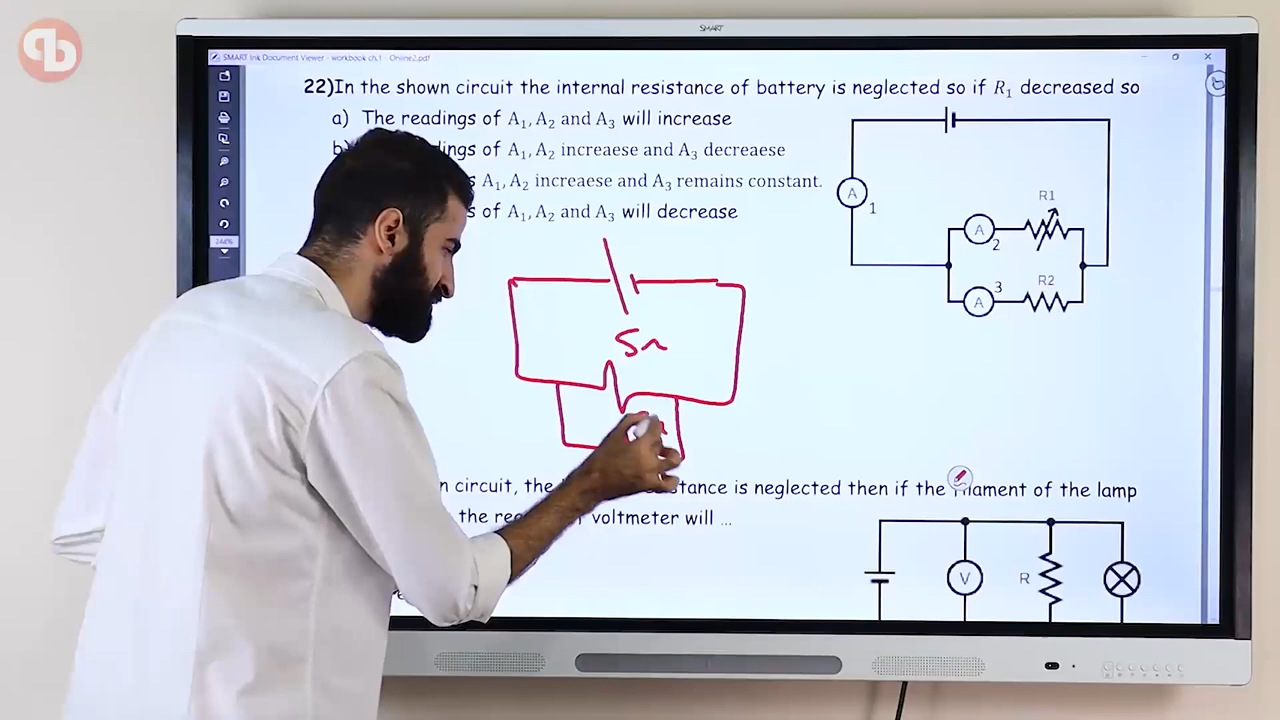 qb
SMART
SMART Ink Document Viewer - workbook ch.1 - Online2.pdf
22)In the shown circuit the internal resistance of battery is neglected so if R₁ decreased so
a) The readings of A₁, A₂ and A₃ will increase
b) of A₁, A₂ increaese and A₃ decreaese
A₁, A₂ increaese and A₃ remains constant.
s of A₁, A₂ and A₃ will decrease
244%
A 1
R1
A 2
R2
A 3
5Ω
n circuit, the is neglected then if the filament of the lamp
the voltmeter will ...
V
R